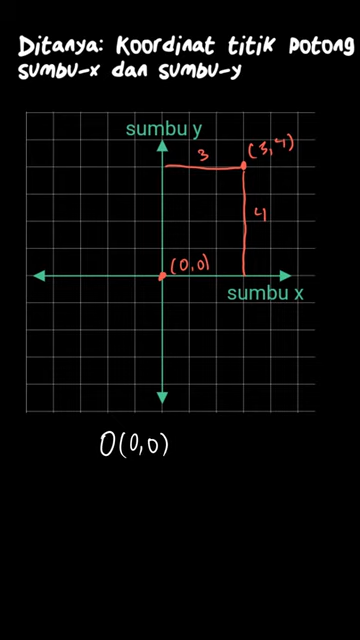 Ditanya: Koordinat titik potong
sumbu-x dan sumbu-y
sumbu y
3
(3,4)
4
(0,0)
sumbu x
O(0,0)